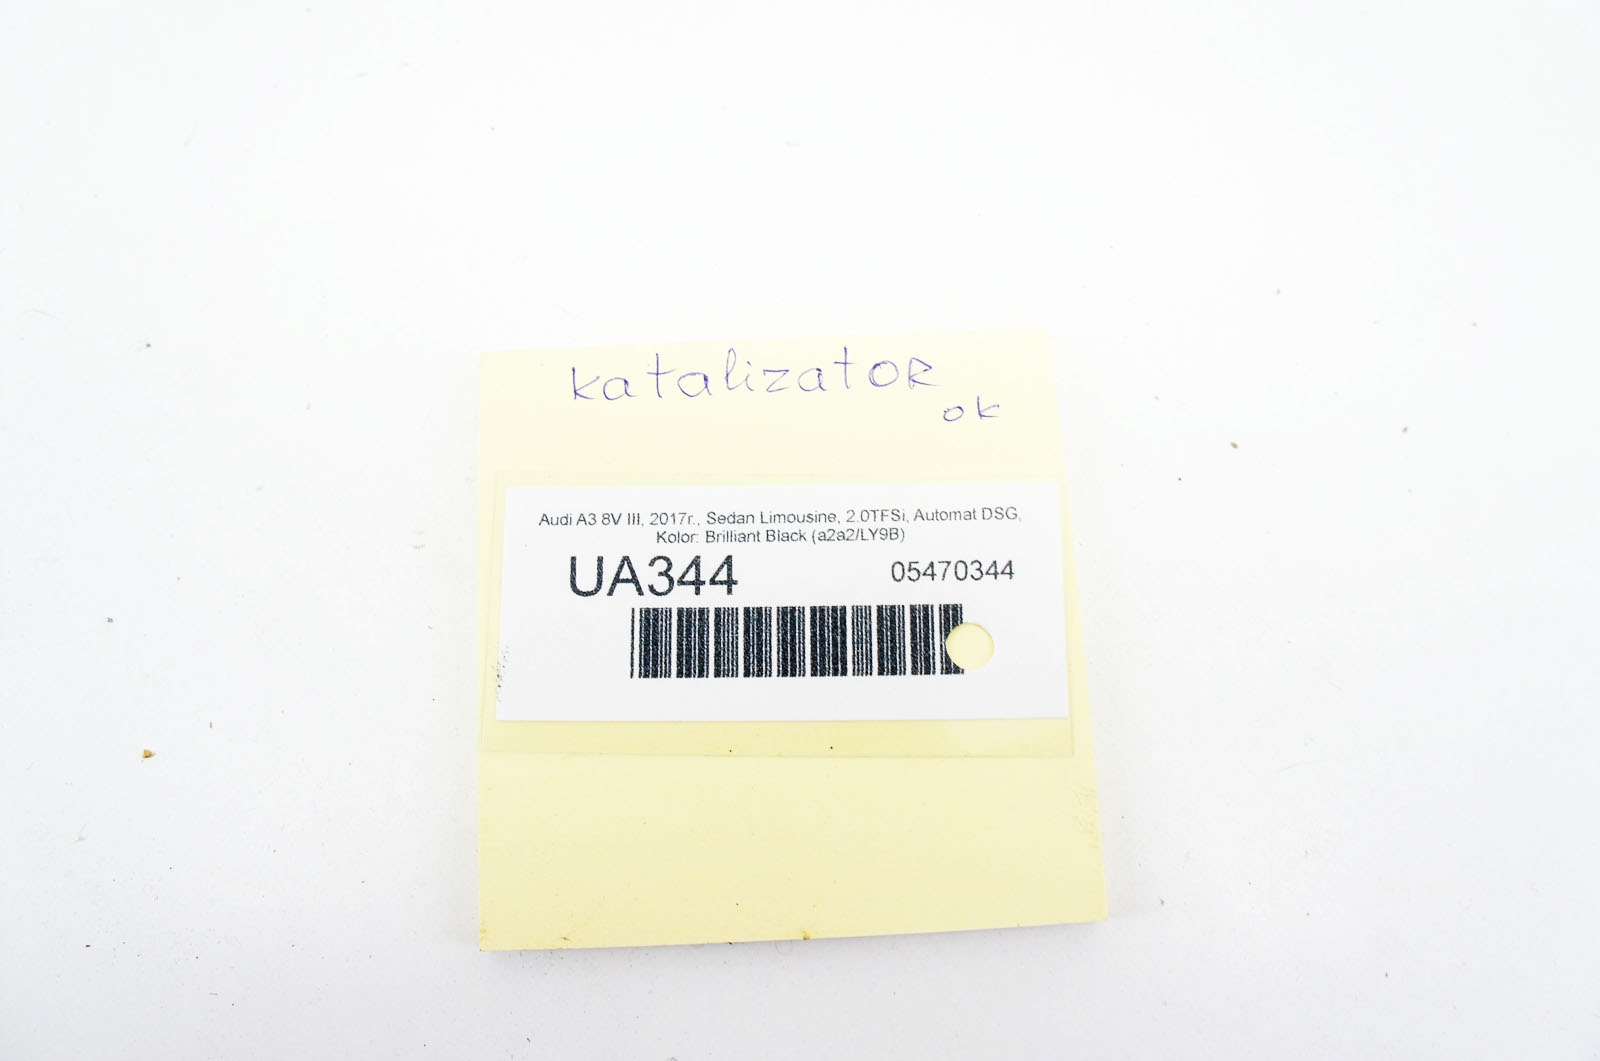 katalizatoR
ok
Audi A3 8V III, 2017r., Sedan Limousine, 2.0TFSi, Automat DSG,
Kolor: Brilliant Black (a2a2/LY9B)
UA344 05470344